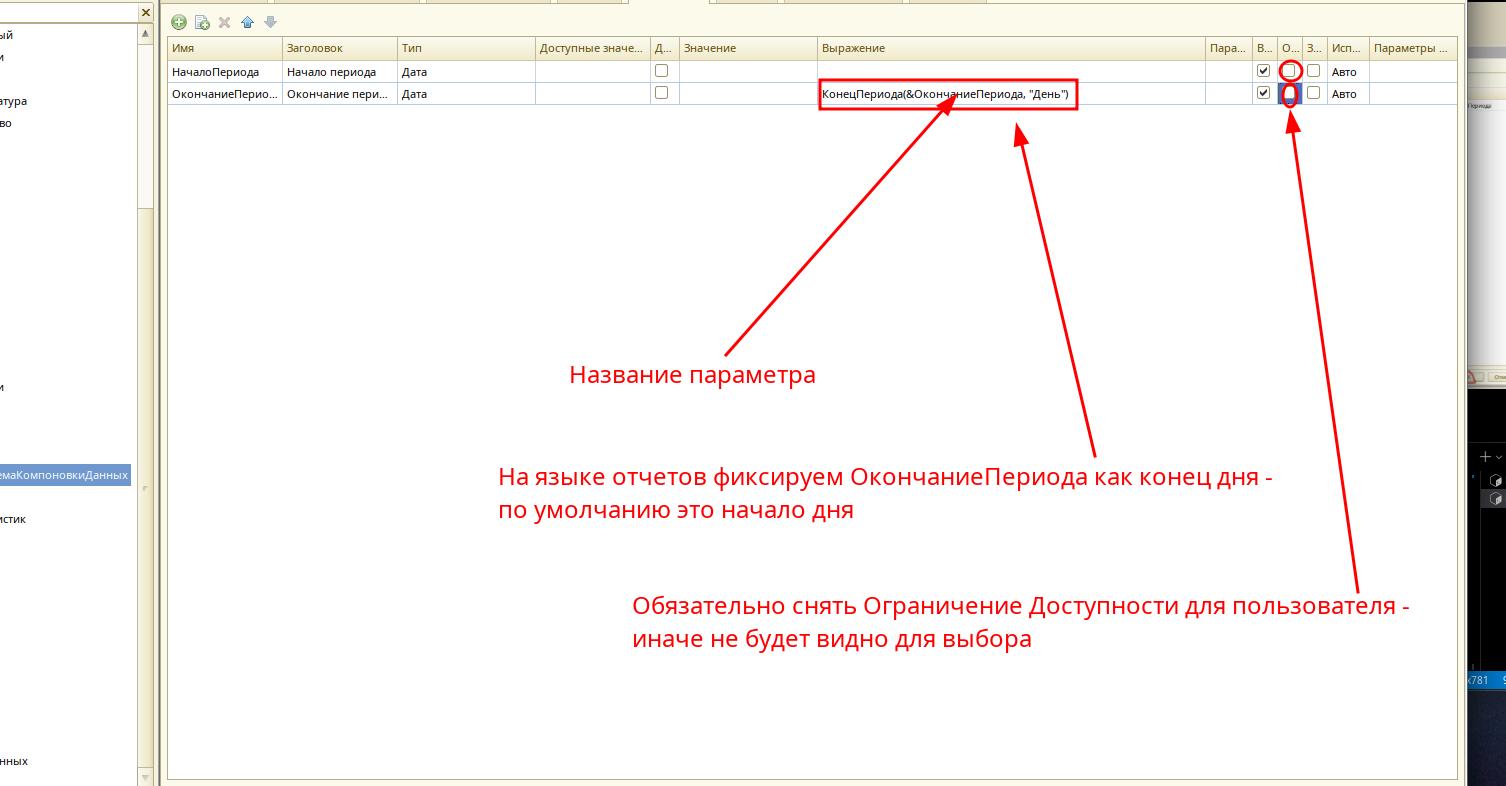 ый
и
атура
во
и
емаКомпоновкиДанных
истик
нных
Имя Заголовок Тип Доступные значе... Д... Значение Выражение Пара... В... О... З... Исп... Параметры ...
НачалоПериода Начало периода Дата Авто
ОкончаниеПерио... Окончание пери... Дата КонецПериода(&ОкончаниеПериода, "День") Авто
Название параметра
На языке отчетов фиксируем ОкончаниеПериода как конец дня -
по умолчанию это начало дня
Обязательно снять Ограничение Доступности для пользователя -
иначе не будет видно для выбора
Периода
x781 9